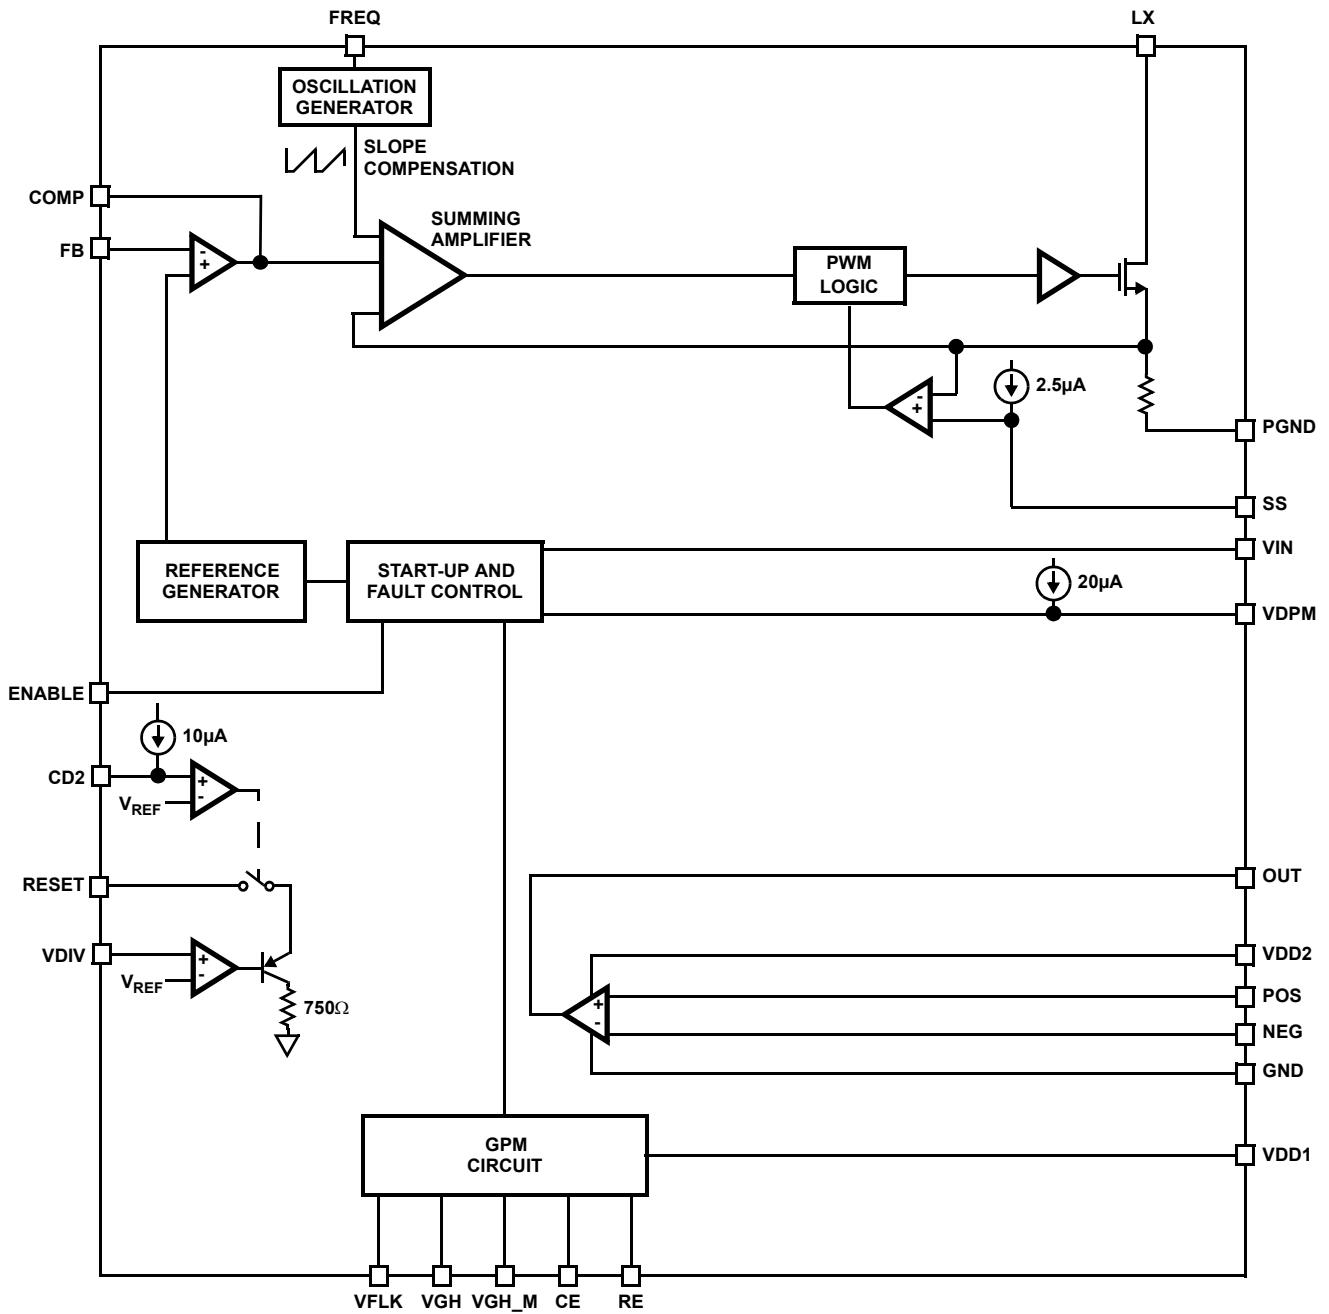 FREQ
LX
OSCILLATION
GENERATOR
SLOPE
COMPENSATION
COMP
FB
-
+
SUMMING
AMPLIFIER
PWM
LOGIC
-
+
2.5µA
PGND
SS
VIN
REFERENCE
GENERATOR
START-UP AND
FAULT CONTROL
20µA
VDPM
ENABLE
10µA
CD2
+
-
VREF
RESET
VDIV
+
-
VREF
750Ω
OUT
VDD2
+
-
POS
NEG
GND
GPM
CIRCUIT
VDD1
VFLK
VGH
VGH_M
CE
RE